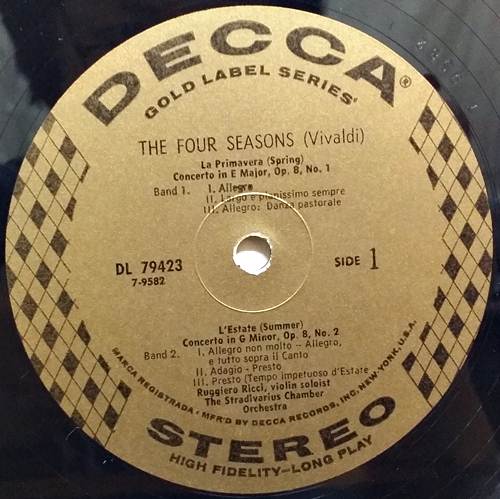 DECCA®
GOLD LABEL SERIES
THE FOUR SEASONS (Vivaldi)
La Primavera (Spring)
Concerto in E Major, Op. 8, No. 1
Band 1. I. Allegro
II. Largo e pianissimo sempre
III. Allegro: Danza pastorale
DL 79423
7-9582
SIDE 1
L'Estate (Summer)
Concerto in G Minor, Op. 8, No. 2
Band 2. I. Allegro non molto – Allegro,
e tutto sopra il Canto
II. Adagio - Presto
III. Presto (Tempo impetuoso d'Estate
Ruggiero Ricci, violin soloist
The Stradivarius Chamber
Orchestra
MARCA REGISTRADA • MFR'D BY DECCA RECORDS, INC., NEW YORK, U.S.A.
STEREO
HIGH FIDELITY–LONG PLAY